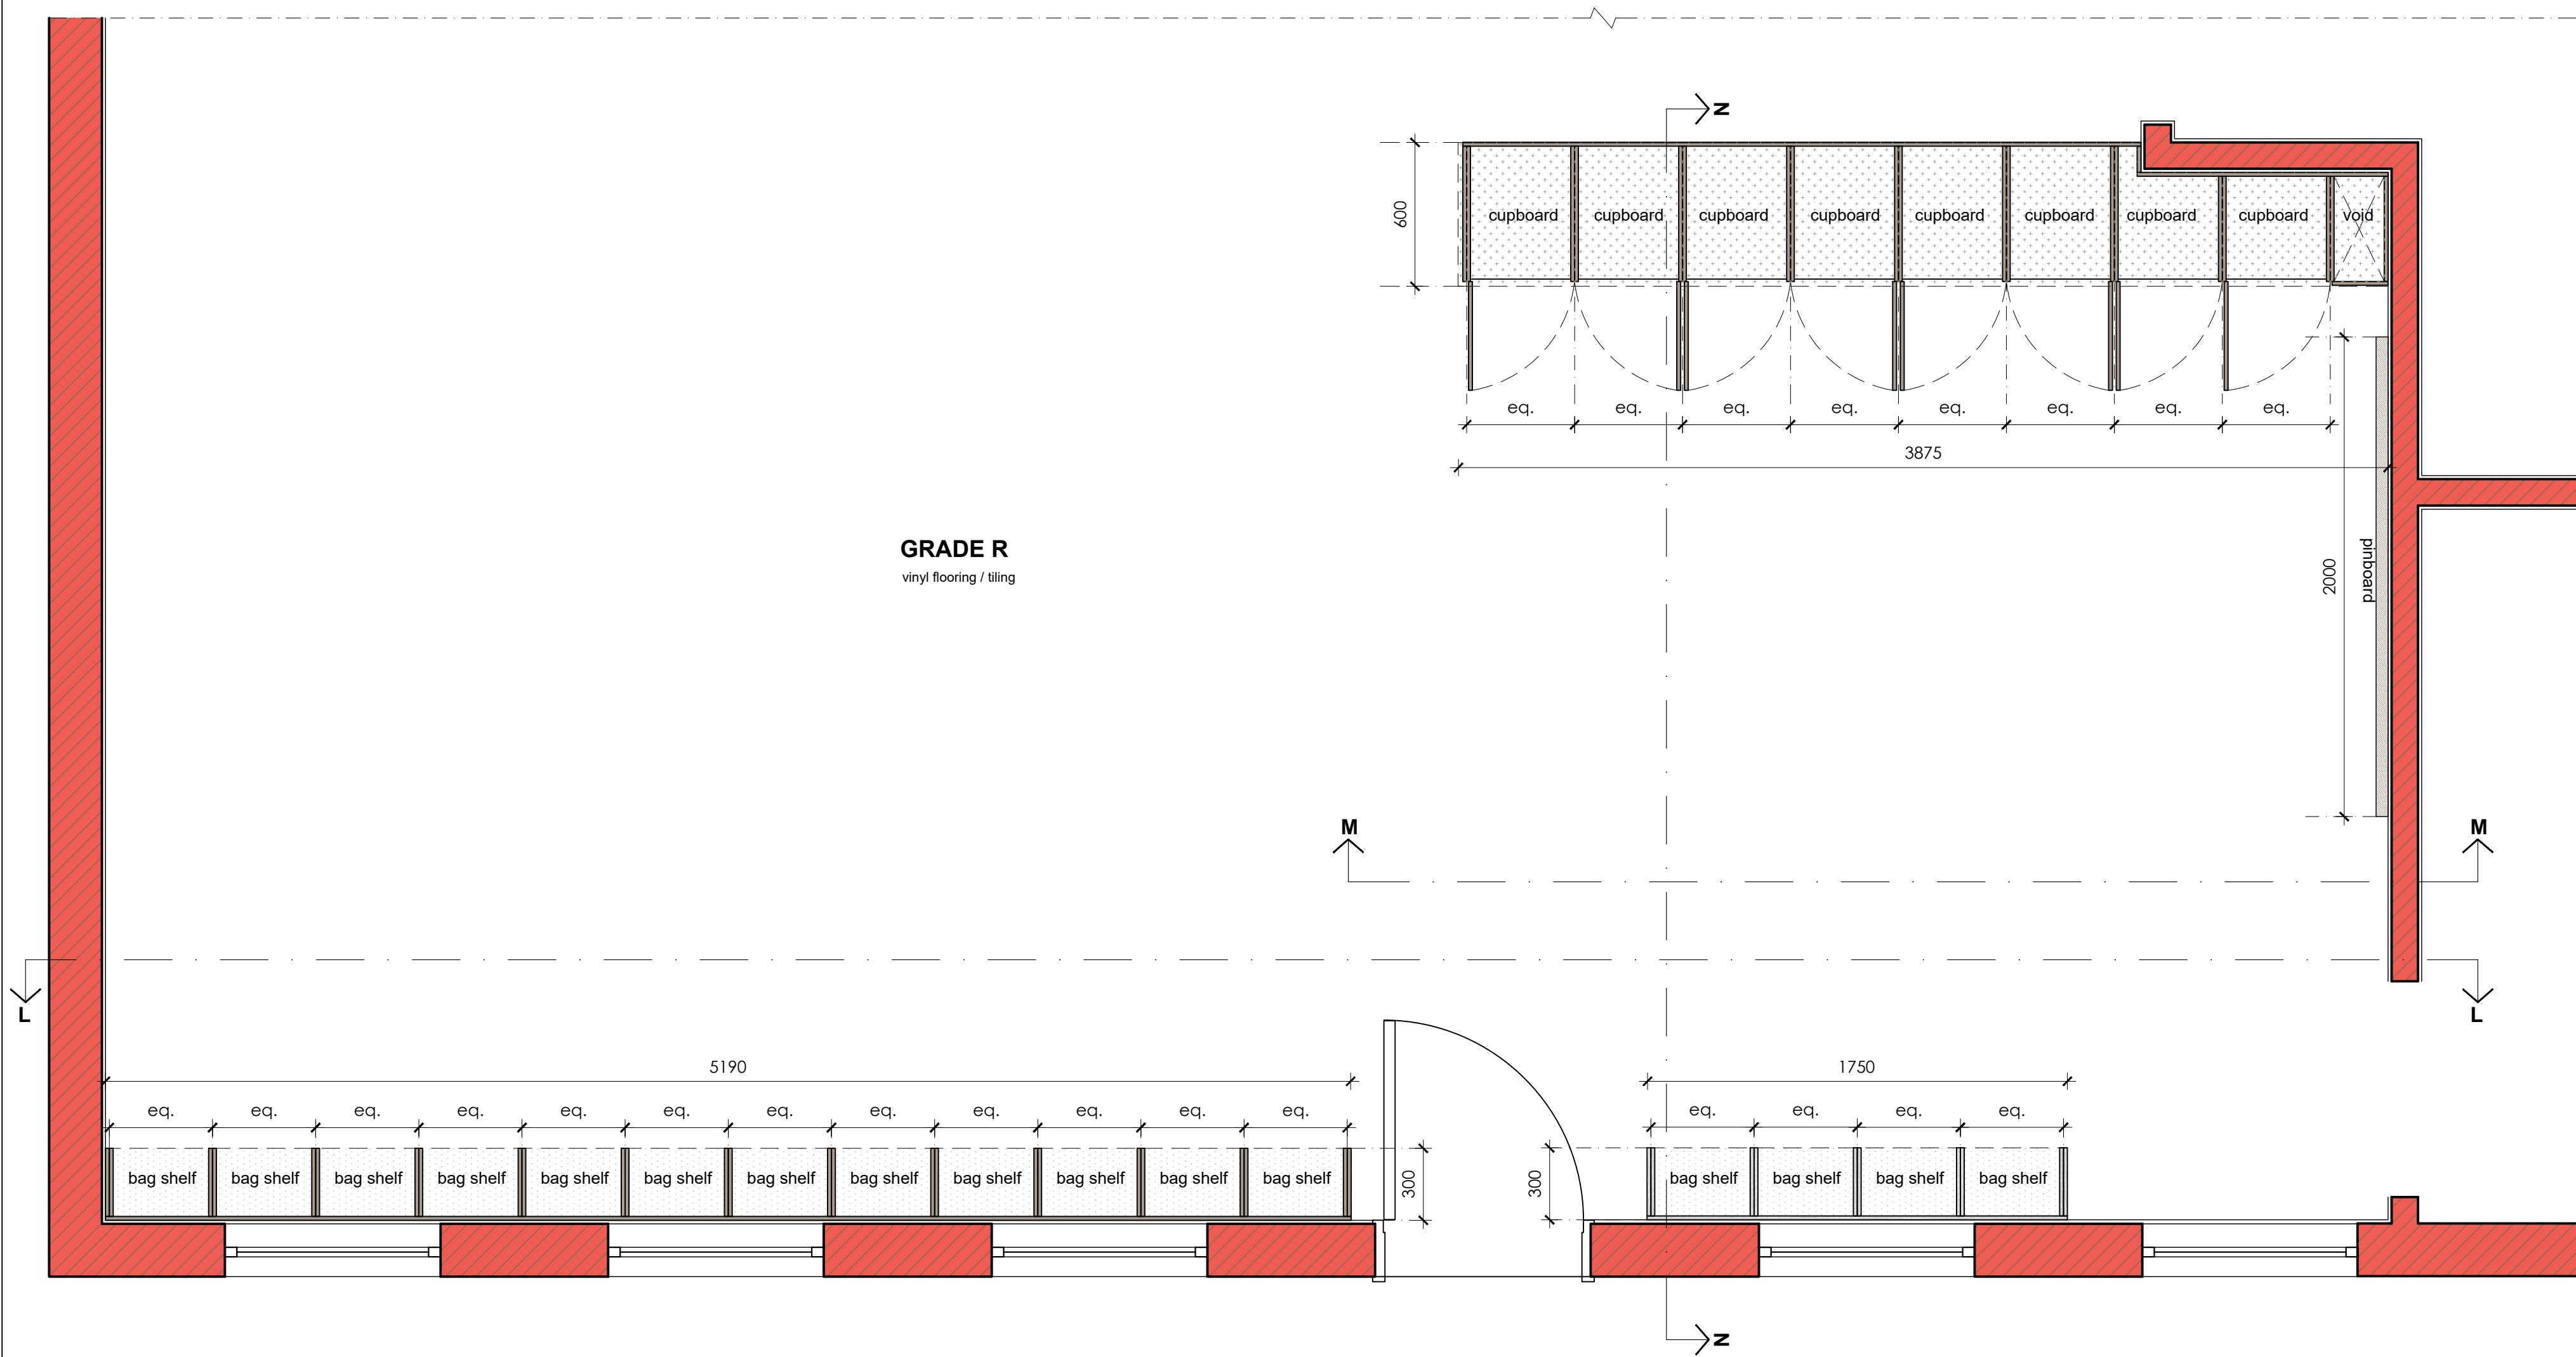 N
600
cupboard cupboard cupboard cupboard cupboard cupboard cupboard cupboard void
eq. eq. eq. eq. eq. eq. eq. eq.
3875
GRADE R
vinyl flooring / tiling
2000
pinboard
M M
L L
5190 1750
eq. eq. eq. eq. eq. eq. eq. eq. eq. eq. eq. eq. eq. eq. eq. eq.
bag shelf bag shelf bag shelf bag shelf bag shelf bag shelf bag shelf bag shelf bag shelf bag shelf bag shelf bag shelf 300 300 bag shelf bag shelf bag shelf bag shelf
N